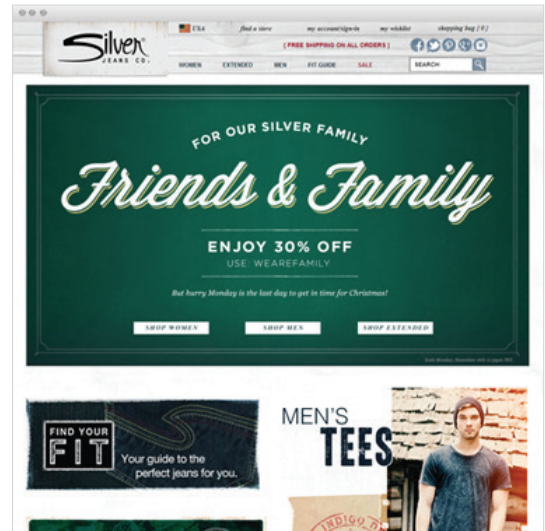 USA find a store my account/sign-in my wishlist shopping bag [ 0 ]
Silver
JEANS CO.
[ FREE SHIPPING ON ALL ORDERS ]
WOMEN EXTENDED MEN FIT GUIDE SALE SEARCH
FOR OUR SILVER FAMILY
Friends & Family
ENJOY 30% OFF
USE: WEAREFAMILY
But hurry Monday is the last day to get in time for Christmas!
SHOP WOMEN SHOP MEN SHOP EXTENDED
FIND YOUR
FIT
Your guide to the
perfect jeans for you.
MEN'S
TEES
INDIGO